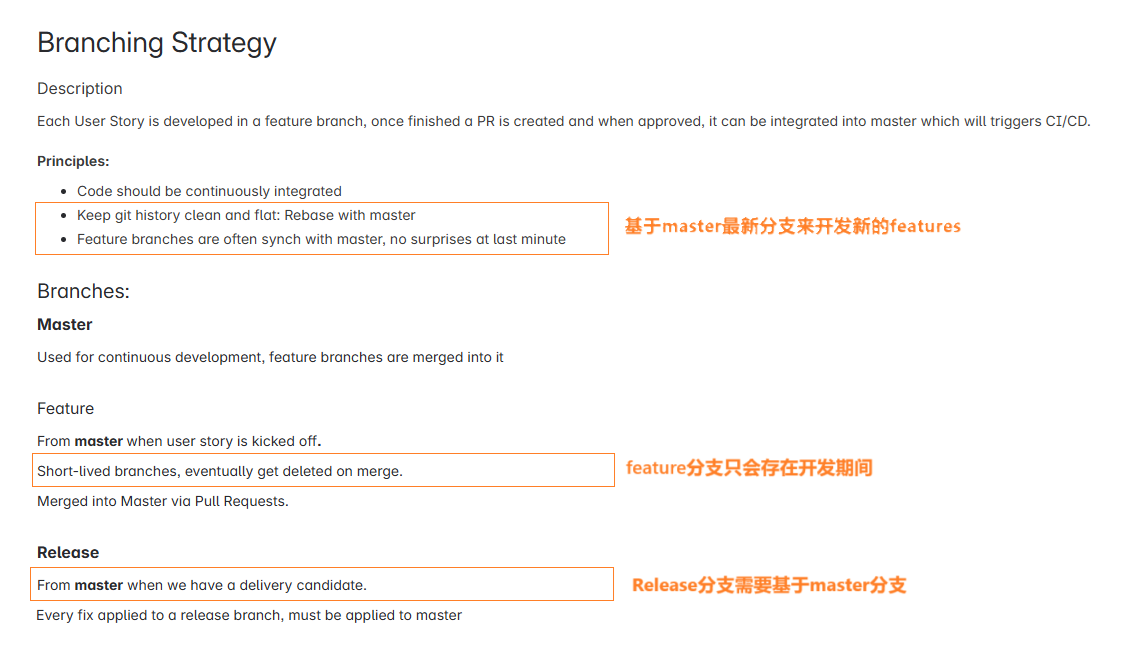 Branching Strategy
Description
Each User Story is developed in a feature branch, once finished a PR is created and when approved, it can be integrated into master which will triggers CI/CD.
Principles:
• Code should be continuously integrated
• Keep git history clean and flat: Rebase with master
• Feature branches are often synch with master, no surprises at last minute
基于master最新分支来开发新的features
Branches:
Master
Used for continuous development, feature branches are merged into it
Feature
From master when user story is kicked off.
Short-lived branches, eventually get deleted on merge.
feature分支只会存在开发期间
Merged into Master via Pull Requests.
Release
From master when we have a delivery candidate.
Release分支需要基于master分支
Every fix applied to a release branch, must be applied to master